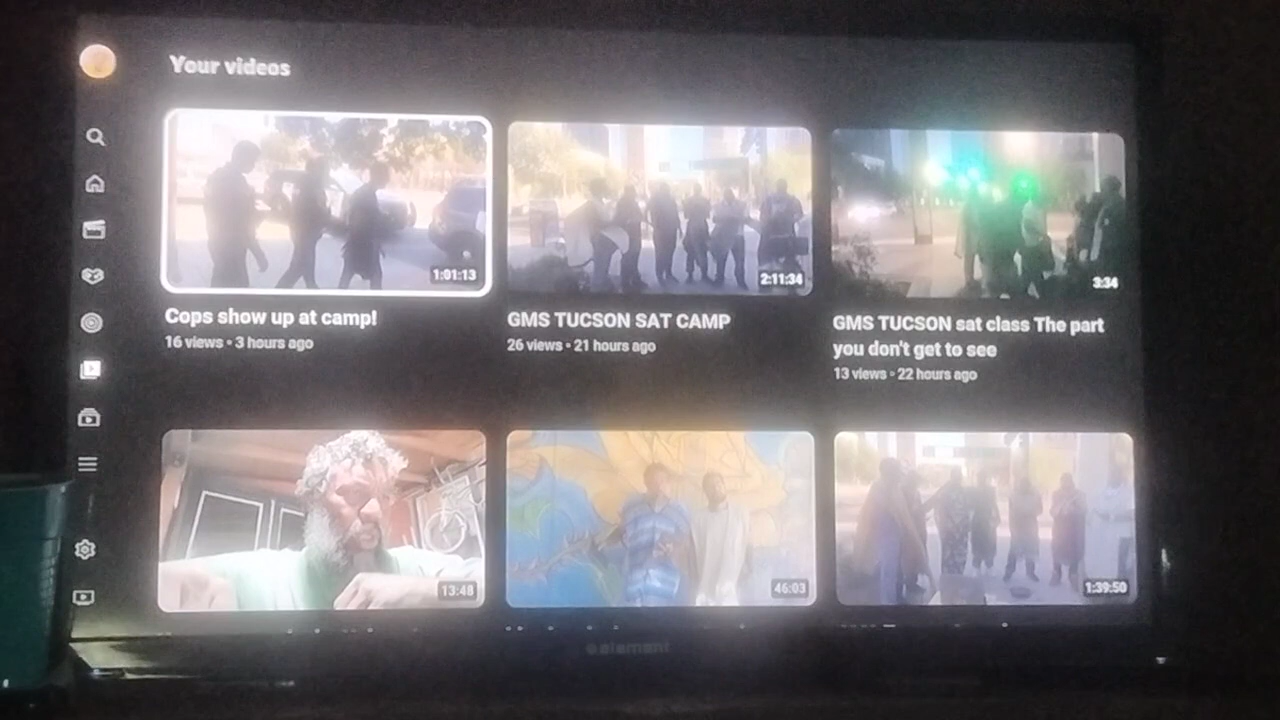 Your videos
1:01:13
2:11:34
3:34
Cops show up at camp!
16 views • 3 hours ago
GMS TUCSON SAT CAMP
26 views • 21 hours ago
GMS TUCSON sat class The part
you don't get to see
13 views • 22 hours ago
13:48
46:03
1:39:50
element